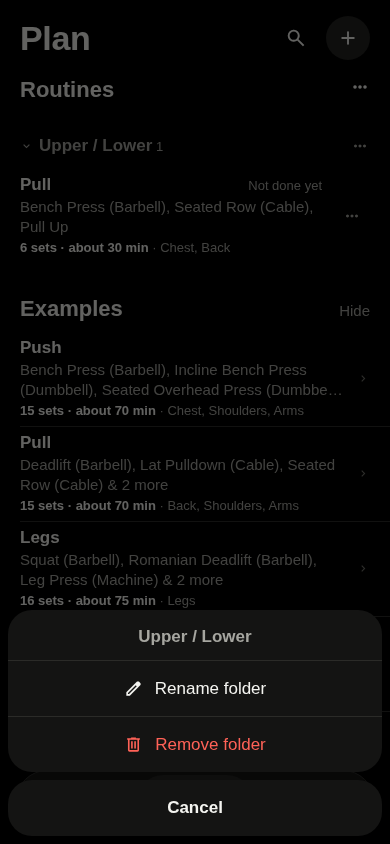 Plan
Routines
Upper / Lower 1
Pull
Not done yet
Bench Press (Barbell), Seated Row (Cable),
Pull Up
6 sets · about 30 min · Chest, Back
Examples
Hide
Push
Bench Press (Barbell), Incline Bench Press
(Dumbbell), Seated Overhead Press (Dumbbe…
15 sets · about 70 min · Chest, Shoulders, Arms
Pull
Deadlift (Barbell), Lat Pulldown (Cable), Seated
Row (Cable) & 2 more
15 sets · about 70 min · Back, Shoulders, Arms
Legs
Squat (Barbell), Romanian Deadlift (Barbell),
Leg Press (Machine) & 2 more
16 sets · about 75 min · Legs
Upper / Lower
Rename folder
Remove folder
Cancel